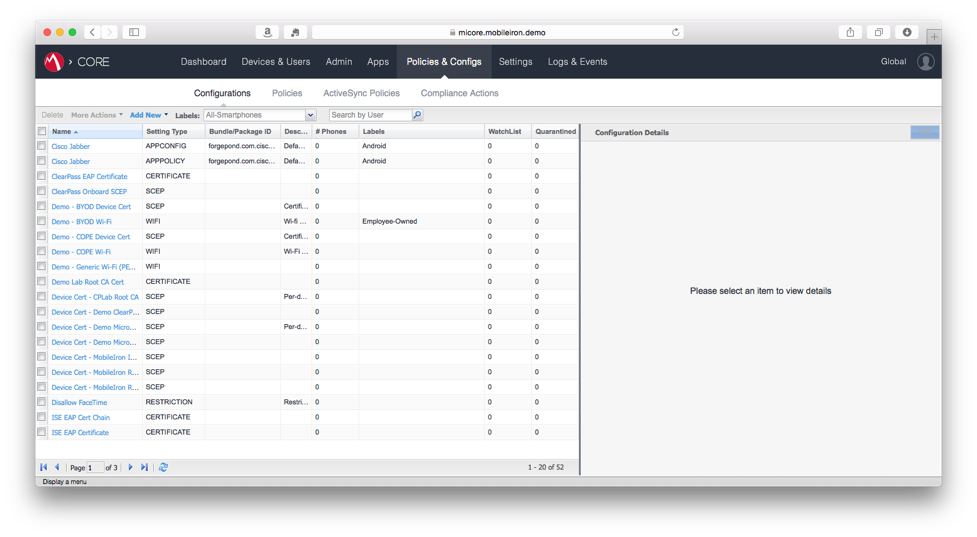 micore.mobileiron.demo
CORE Dashboard Devices & Users Admin Apps Policies & Configs Settings Logs & Events Global
Configurations Policies ActiveSync Policies Compliance Actions
Delete More Actions Add New Labels: All-Smartphones Search by User
Name Setting Type Bundle/Package ID Desc... # Phones Labels WatchList Quarantined Configuration Details
Cisco Jabber APPCONFIG forgepond.com.cisc... Defa... 0 Android 0 0
Cisco Jabber APPPOLICY forgepond.com.cisc... Defa... 0 Android 0 0
ClearPass EAP Certificate CERTIFICATE 0 0 0
ClearPass Onboard SCEP SCEP 0 0 0
Demo - BYOD Device Cert SCEP Certifi... 0 0 0
Demo - BYOD Wi-Fi WIFI Wi-fi ... 0 Employee-Owned 0 0
Demo - COPE Device Cert SCEP Certifi... 0 0 0
Demo - COPE Wi-Fi WIFI Wi-Fi ... 0 0 0
Demo - Generic Wi-Fi (PE... WIFI 0 0 0
Demo Lab Root CA Cert CERTIFICATE 0 0 0
Device Cert - CPLab Root CA SCEP Per-d... 0 0 0
Device Cert - Demo ClearP... SCEP 0 0 0
Device Cert - Demo Micro... SCEP Per-d... 0 0 0
Device Cert - Demo Micro... SCEP 0 0 0
Device Cert - MobileIron I... SCEP 0 0 0
Device Cert - MobileIron R... SCEP 0 0 0
Device Cert - MobileIron R... SCEP 0 0 0
Disallow FaceTime RESTRICTION Restri... 0 0 0
ISE EAP Cert Chain CERTIFICATE 0 0 0
ISE EAP Certificate CERTIFICATE 0 0 0
Please select an item to view details
Page 1 of 3 1 - 20 of 52
Display a menu